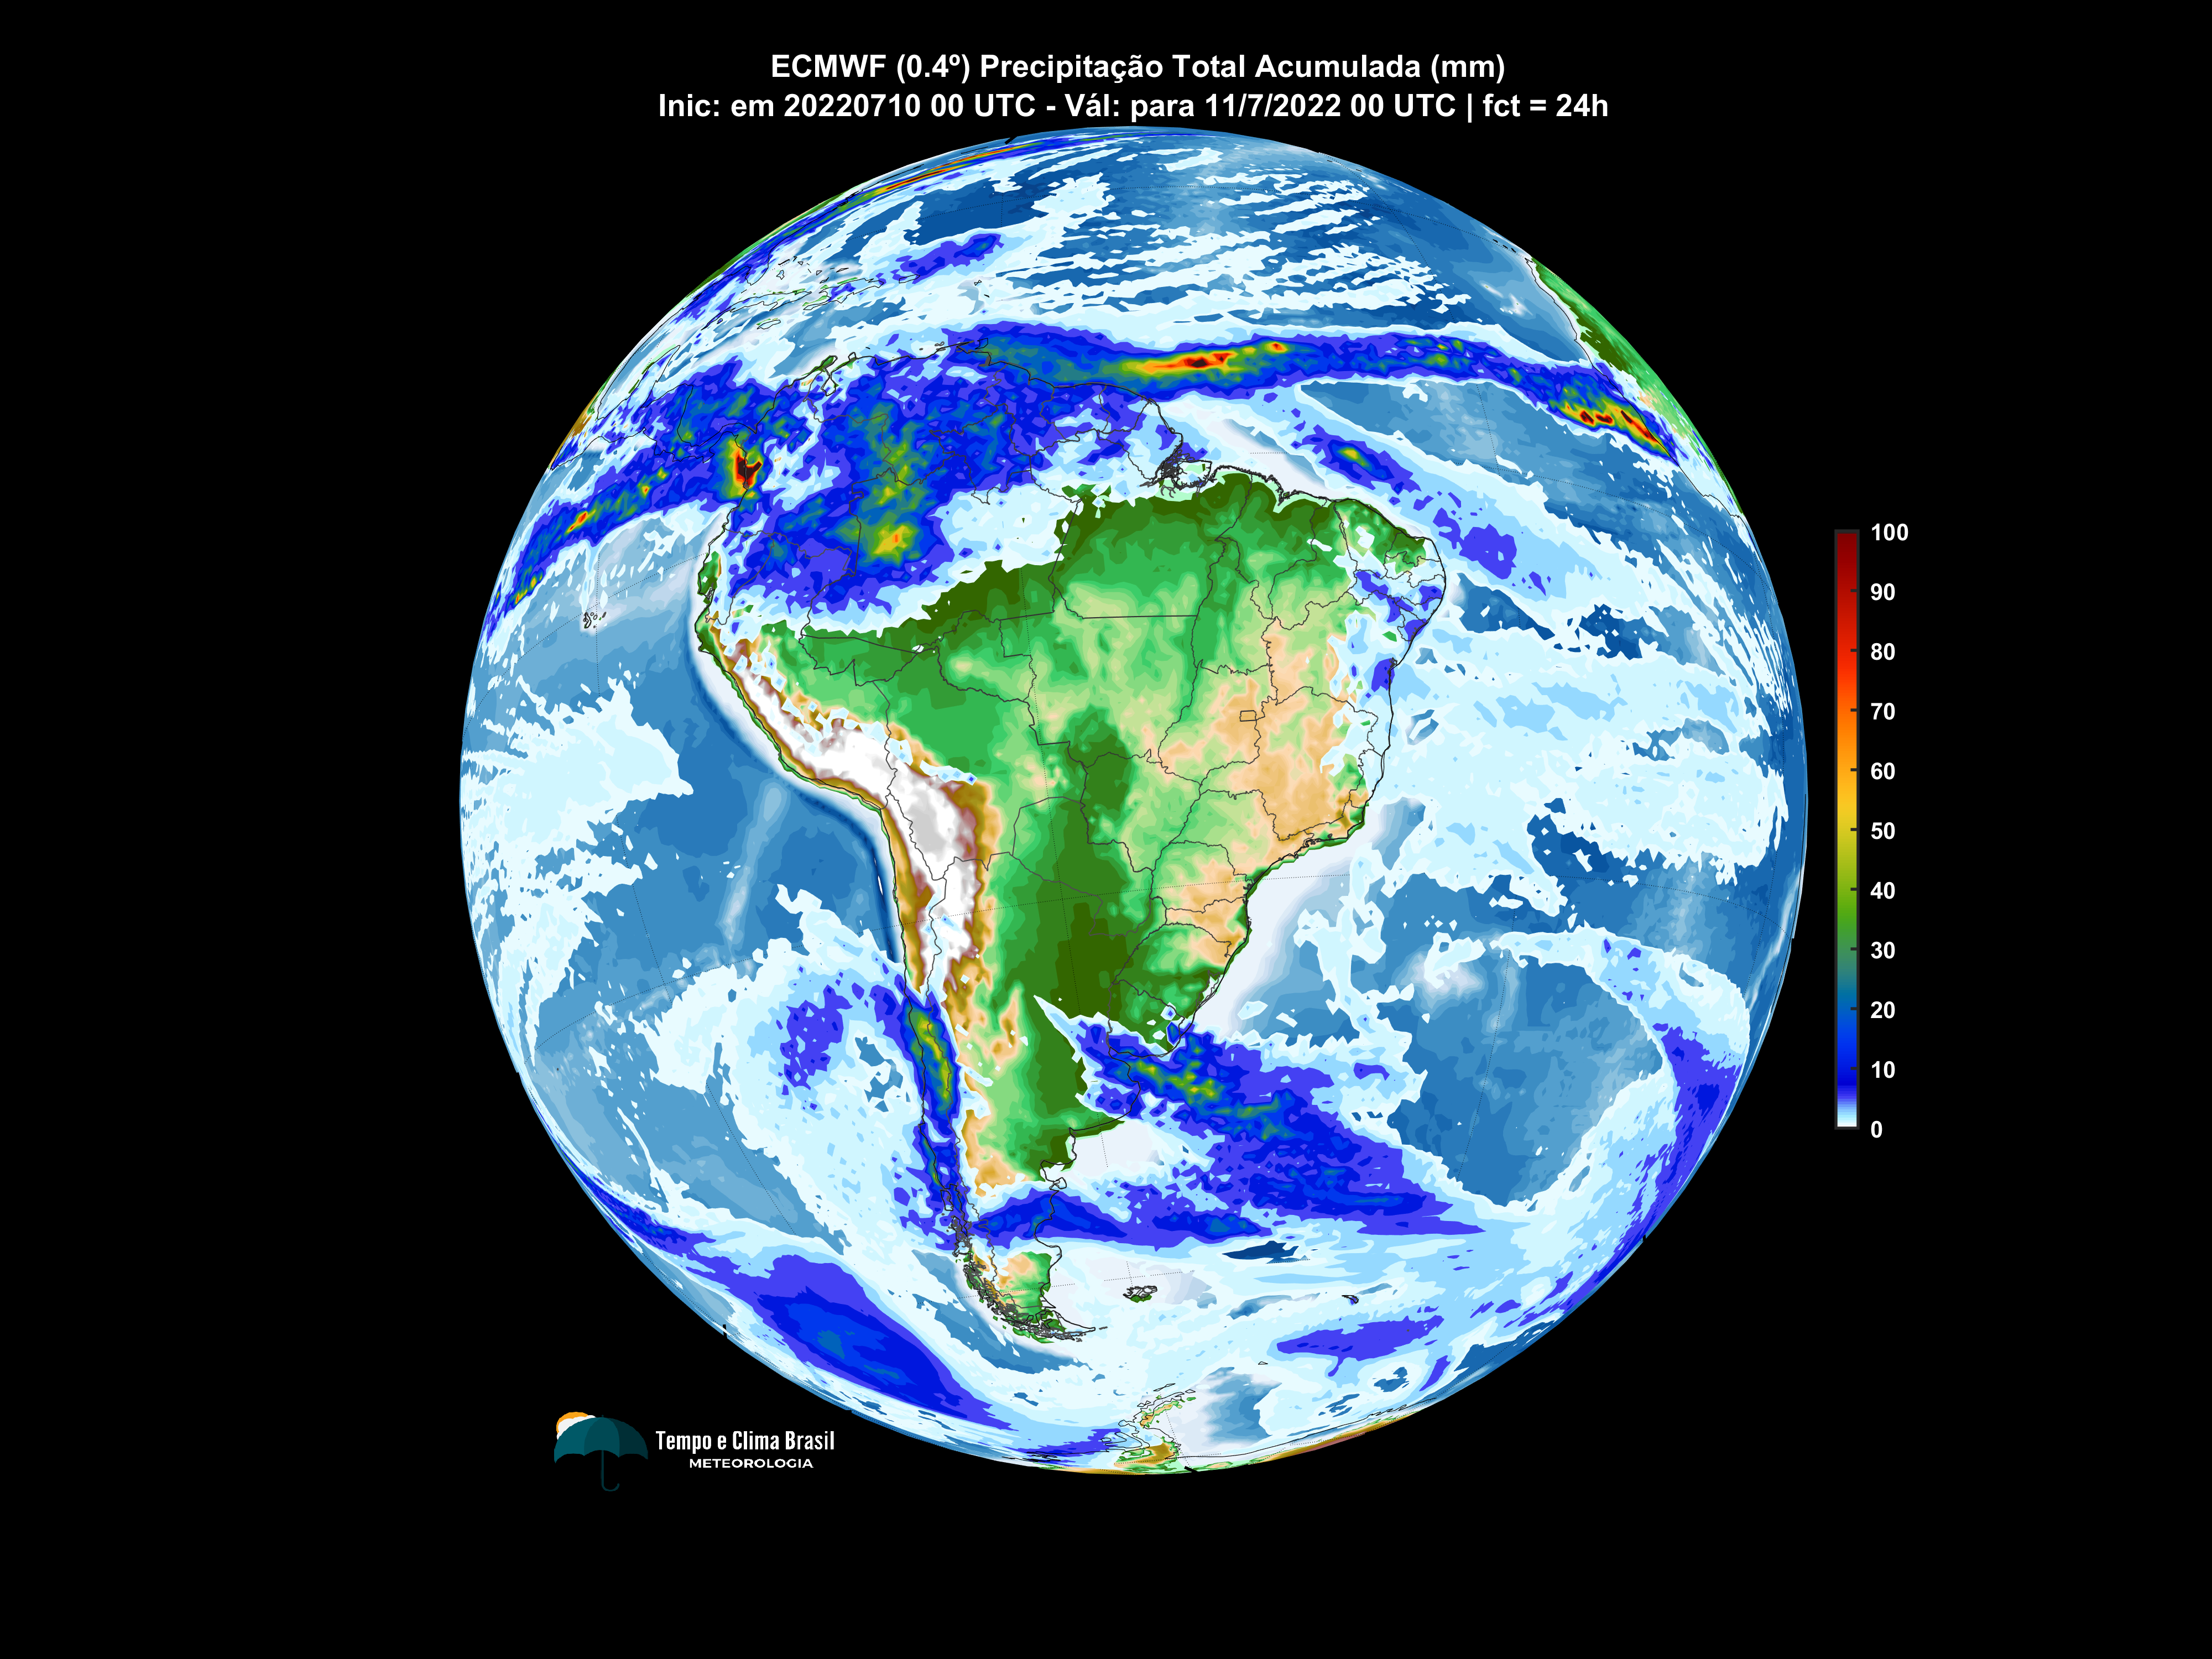 ECMWF (0.4º) Precipitação Total Acumulada (mm)
Inic: em 20220710 00 UTC - Vál: para 11/7/2022 00 UTC | fct = 24h
100
90
80
70
60
50
40
30
20
10
0
Tempo e Clima Brasil
METEOROLOGIA